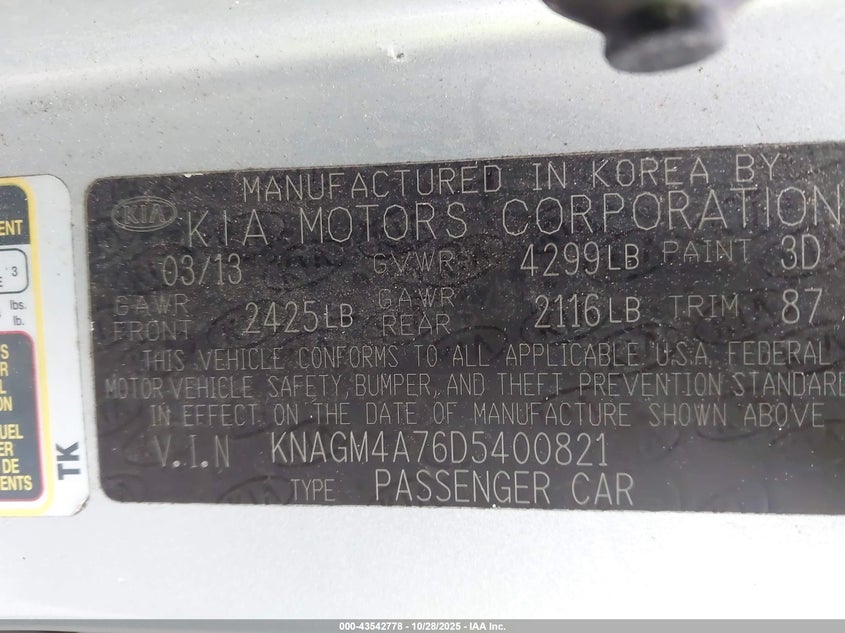 MANUFACTURED IN KOREA BY
KIA
KIA MOTORS CORPORATION
03/13 GVWR 4299LB PAINT 3D
GAWR FRONT 2425LB GAWR REAR 2116LB TRIM 87
THIS VEHICLE CONFORMS TO ALL APPLICABLE U.S.A. FEDERAL
MOTOR VEHICLE SAFETY, BUMPER, AND THEFT PREVENTION STANDARD
IN EFFECT ON THE DATE OF MANUFACTURE SHOWN ABOVE
V.I.N KNAGM4A76D5400821
TYPE PASSENGER CAR
3
lbs.
lb.
TK
000-43542778 - 10/28/2025 - IAA Inc.